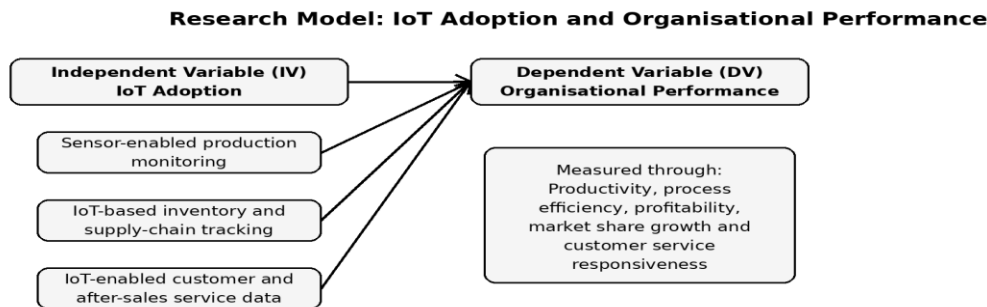 Research Model: IoT Adoption and Organisational Performance
Independent Variable (IV)
IoT Adoption
Dependent Variable (DV)
Organisational Performance
Sensor-enabled production
monitoring
IoT-based inventory and
supply-chain tracking
IoT-enabled customer and
after-sales service data
Measured through:
Productivity, process
efficiency, profitability,
market share growth and
customer service
responsiveness